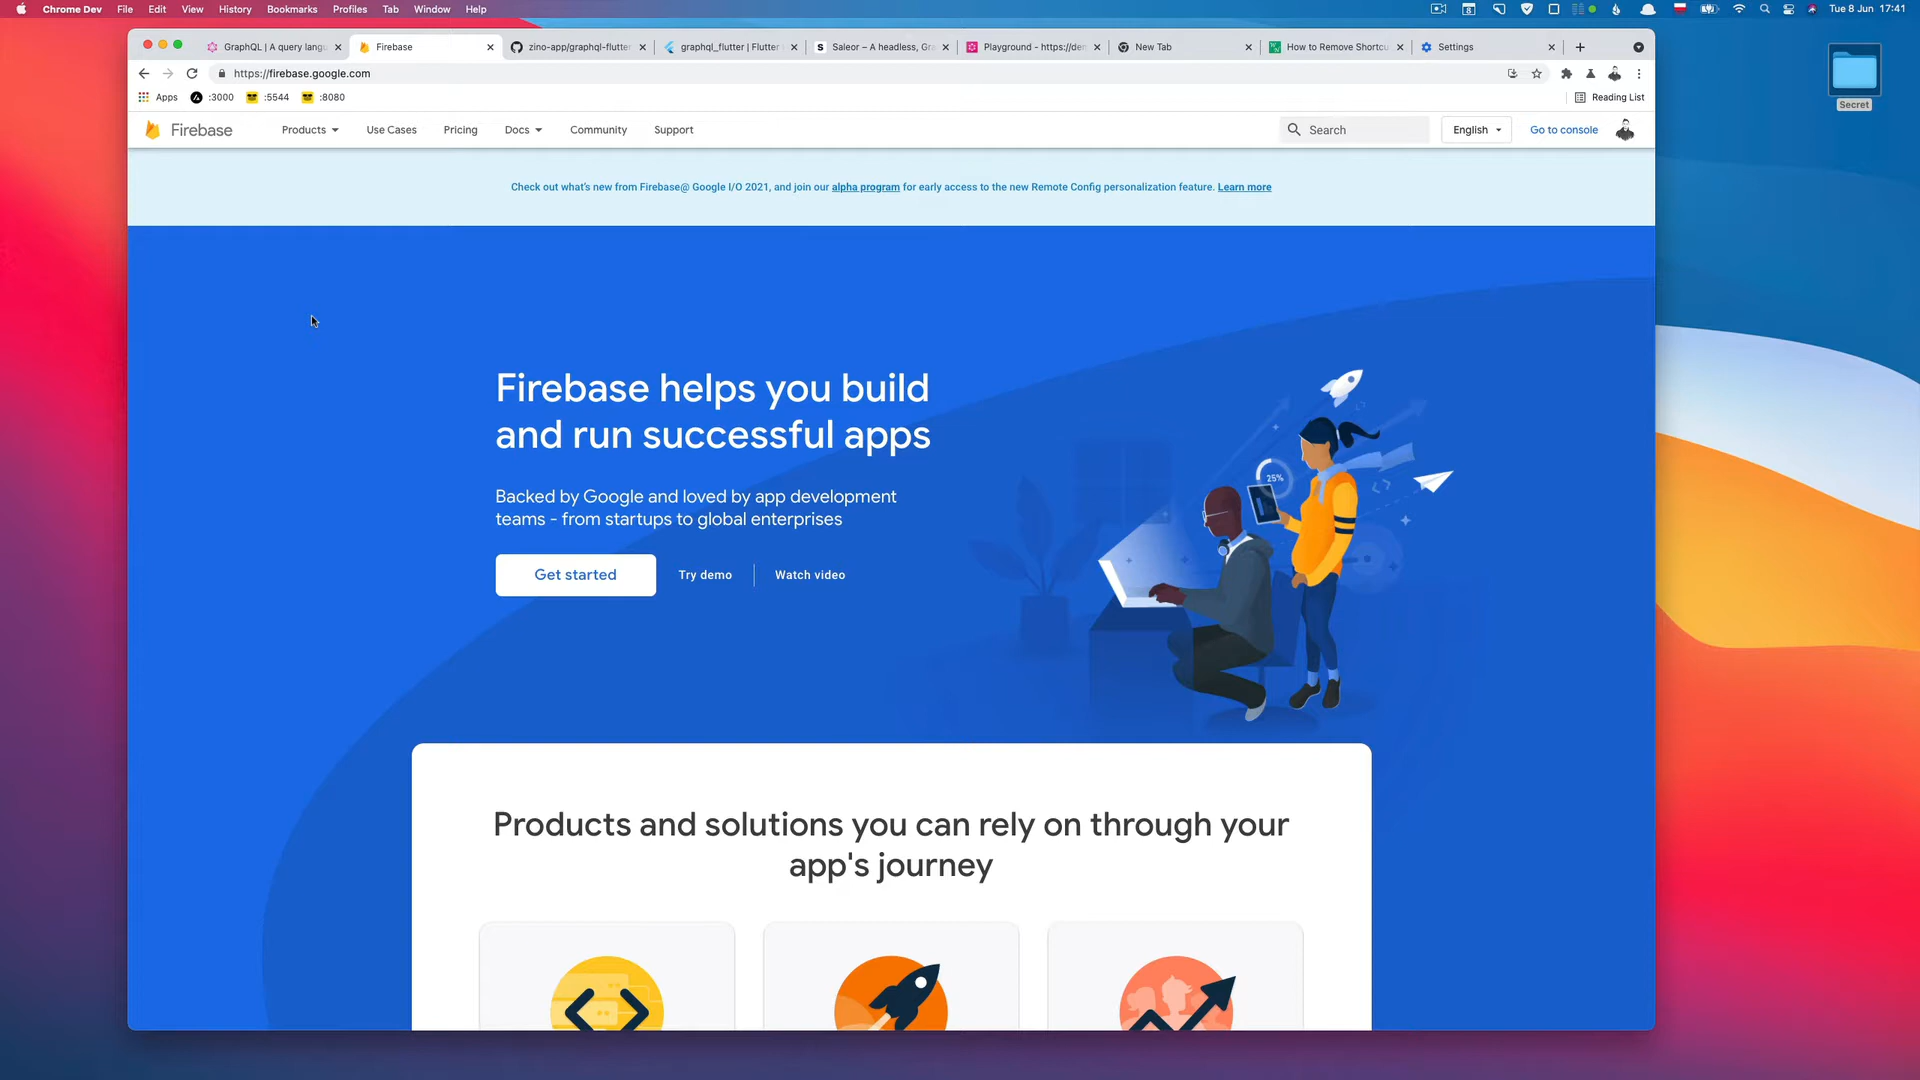 Chrome Dev File Edit View History Bookmarks Profiles Tab Window Help
8
Tue 8 Jun 17:41
GraphQL | A query langu
Firebase
zino-app/graphql-flutter
graphql_flutter | Flutter
S Saleor – A headless, Gra
Playground - https://den
New Tab
How to Remove Shortcu
Settings
https://firebase.google.com
Apps :3000 :5544 :8080
Reading List
Firebase
Products Use Cases Pricing Docs Community Support
Search
English
Go to console
Check out what's new from Firebase@ Google I/O 2021, and join our alpha program for early access to the new Remote Config personalization feature. Learn more
Secret
Firebase helps you build
and run successful apps
Backed by Google and loved by app development
teams - from startups to global enterprises
Get started
Try demo
Watch video
25%
Products and solutions you can rely on through your
app's journey